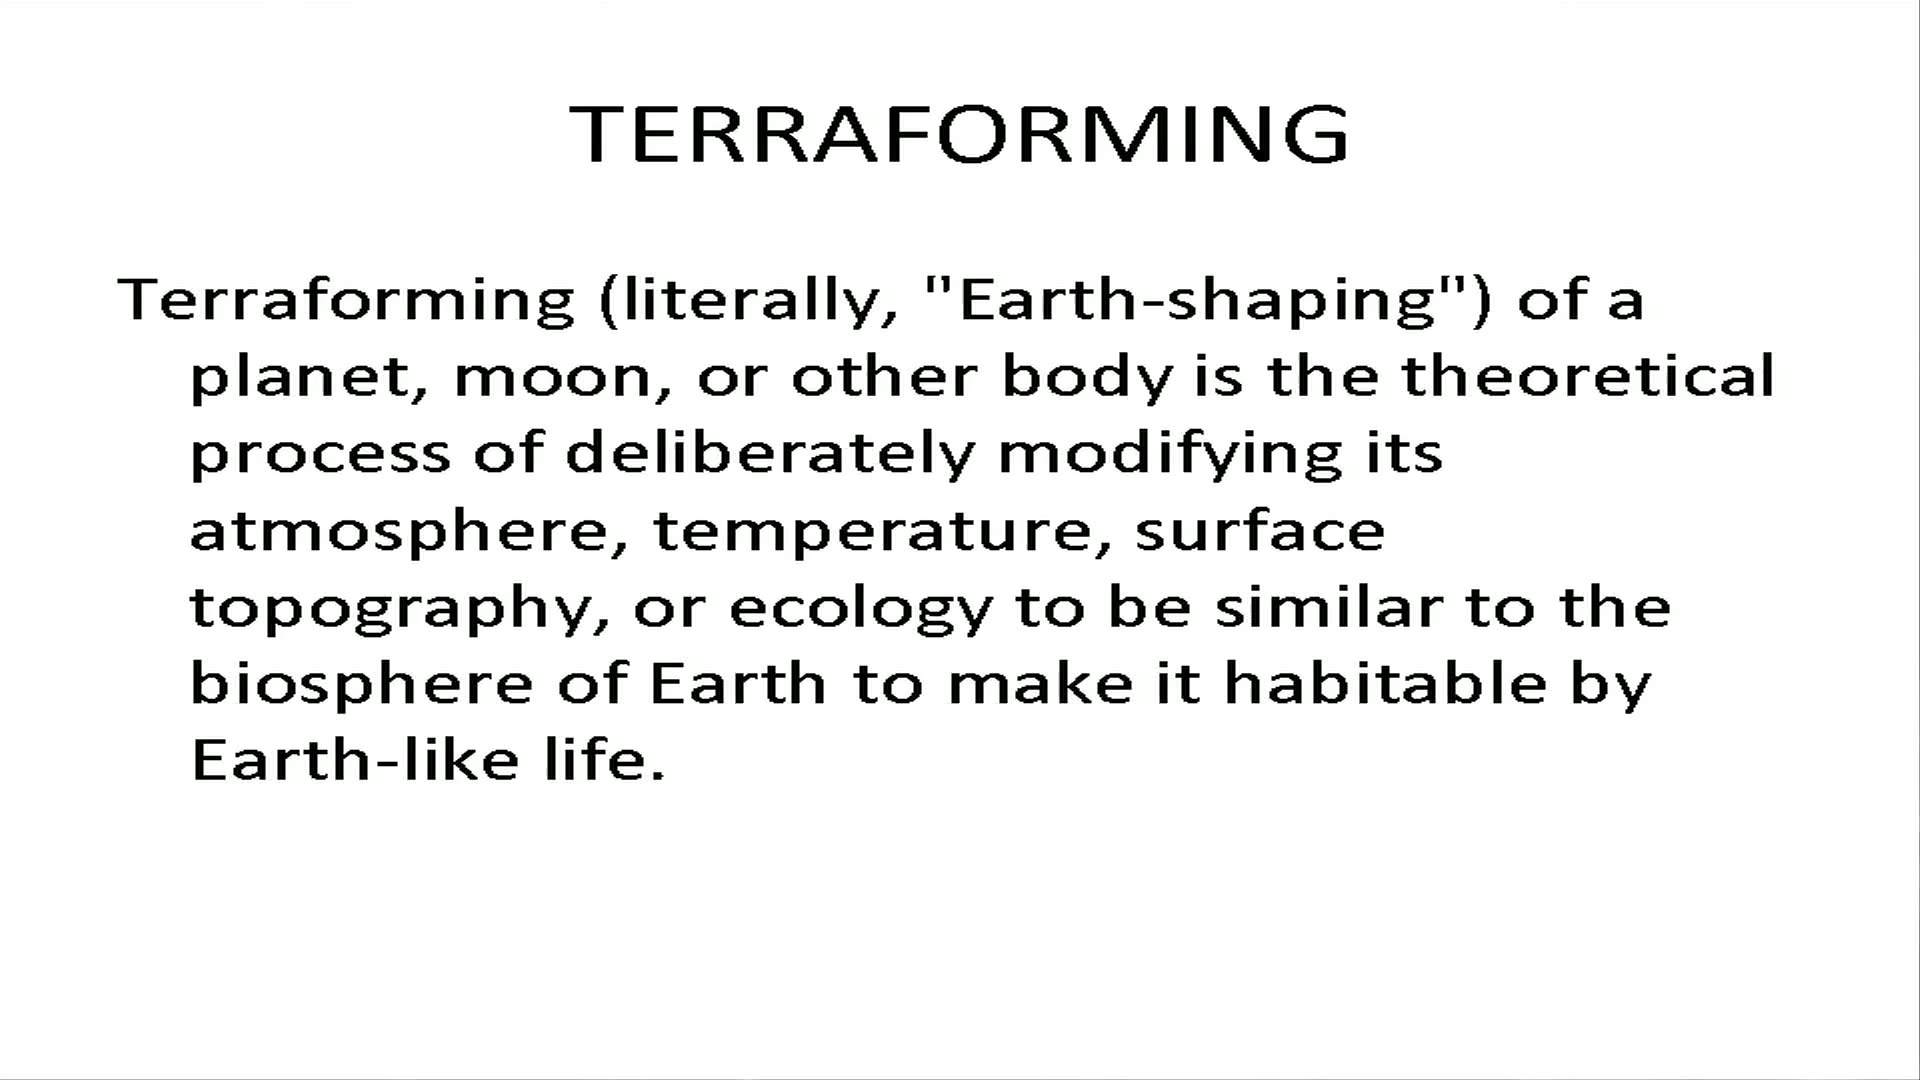 TERRAFORMING
Terraforming (literally, "Earth-shaping") of a
planet, moon, or other body is the theoretical
process of deliberately modifying its
atmosphere, temperature, surface
topography, or ecology to be similar to the
biosphere of Earth to make it habitable by
Earth-like life.